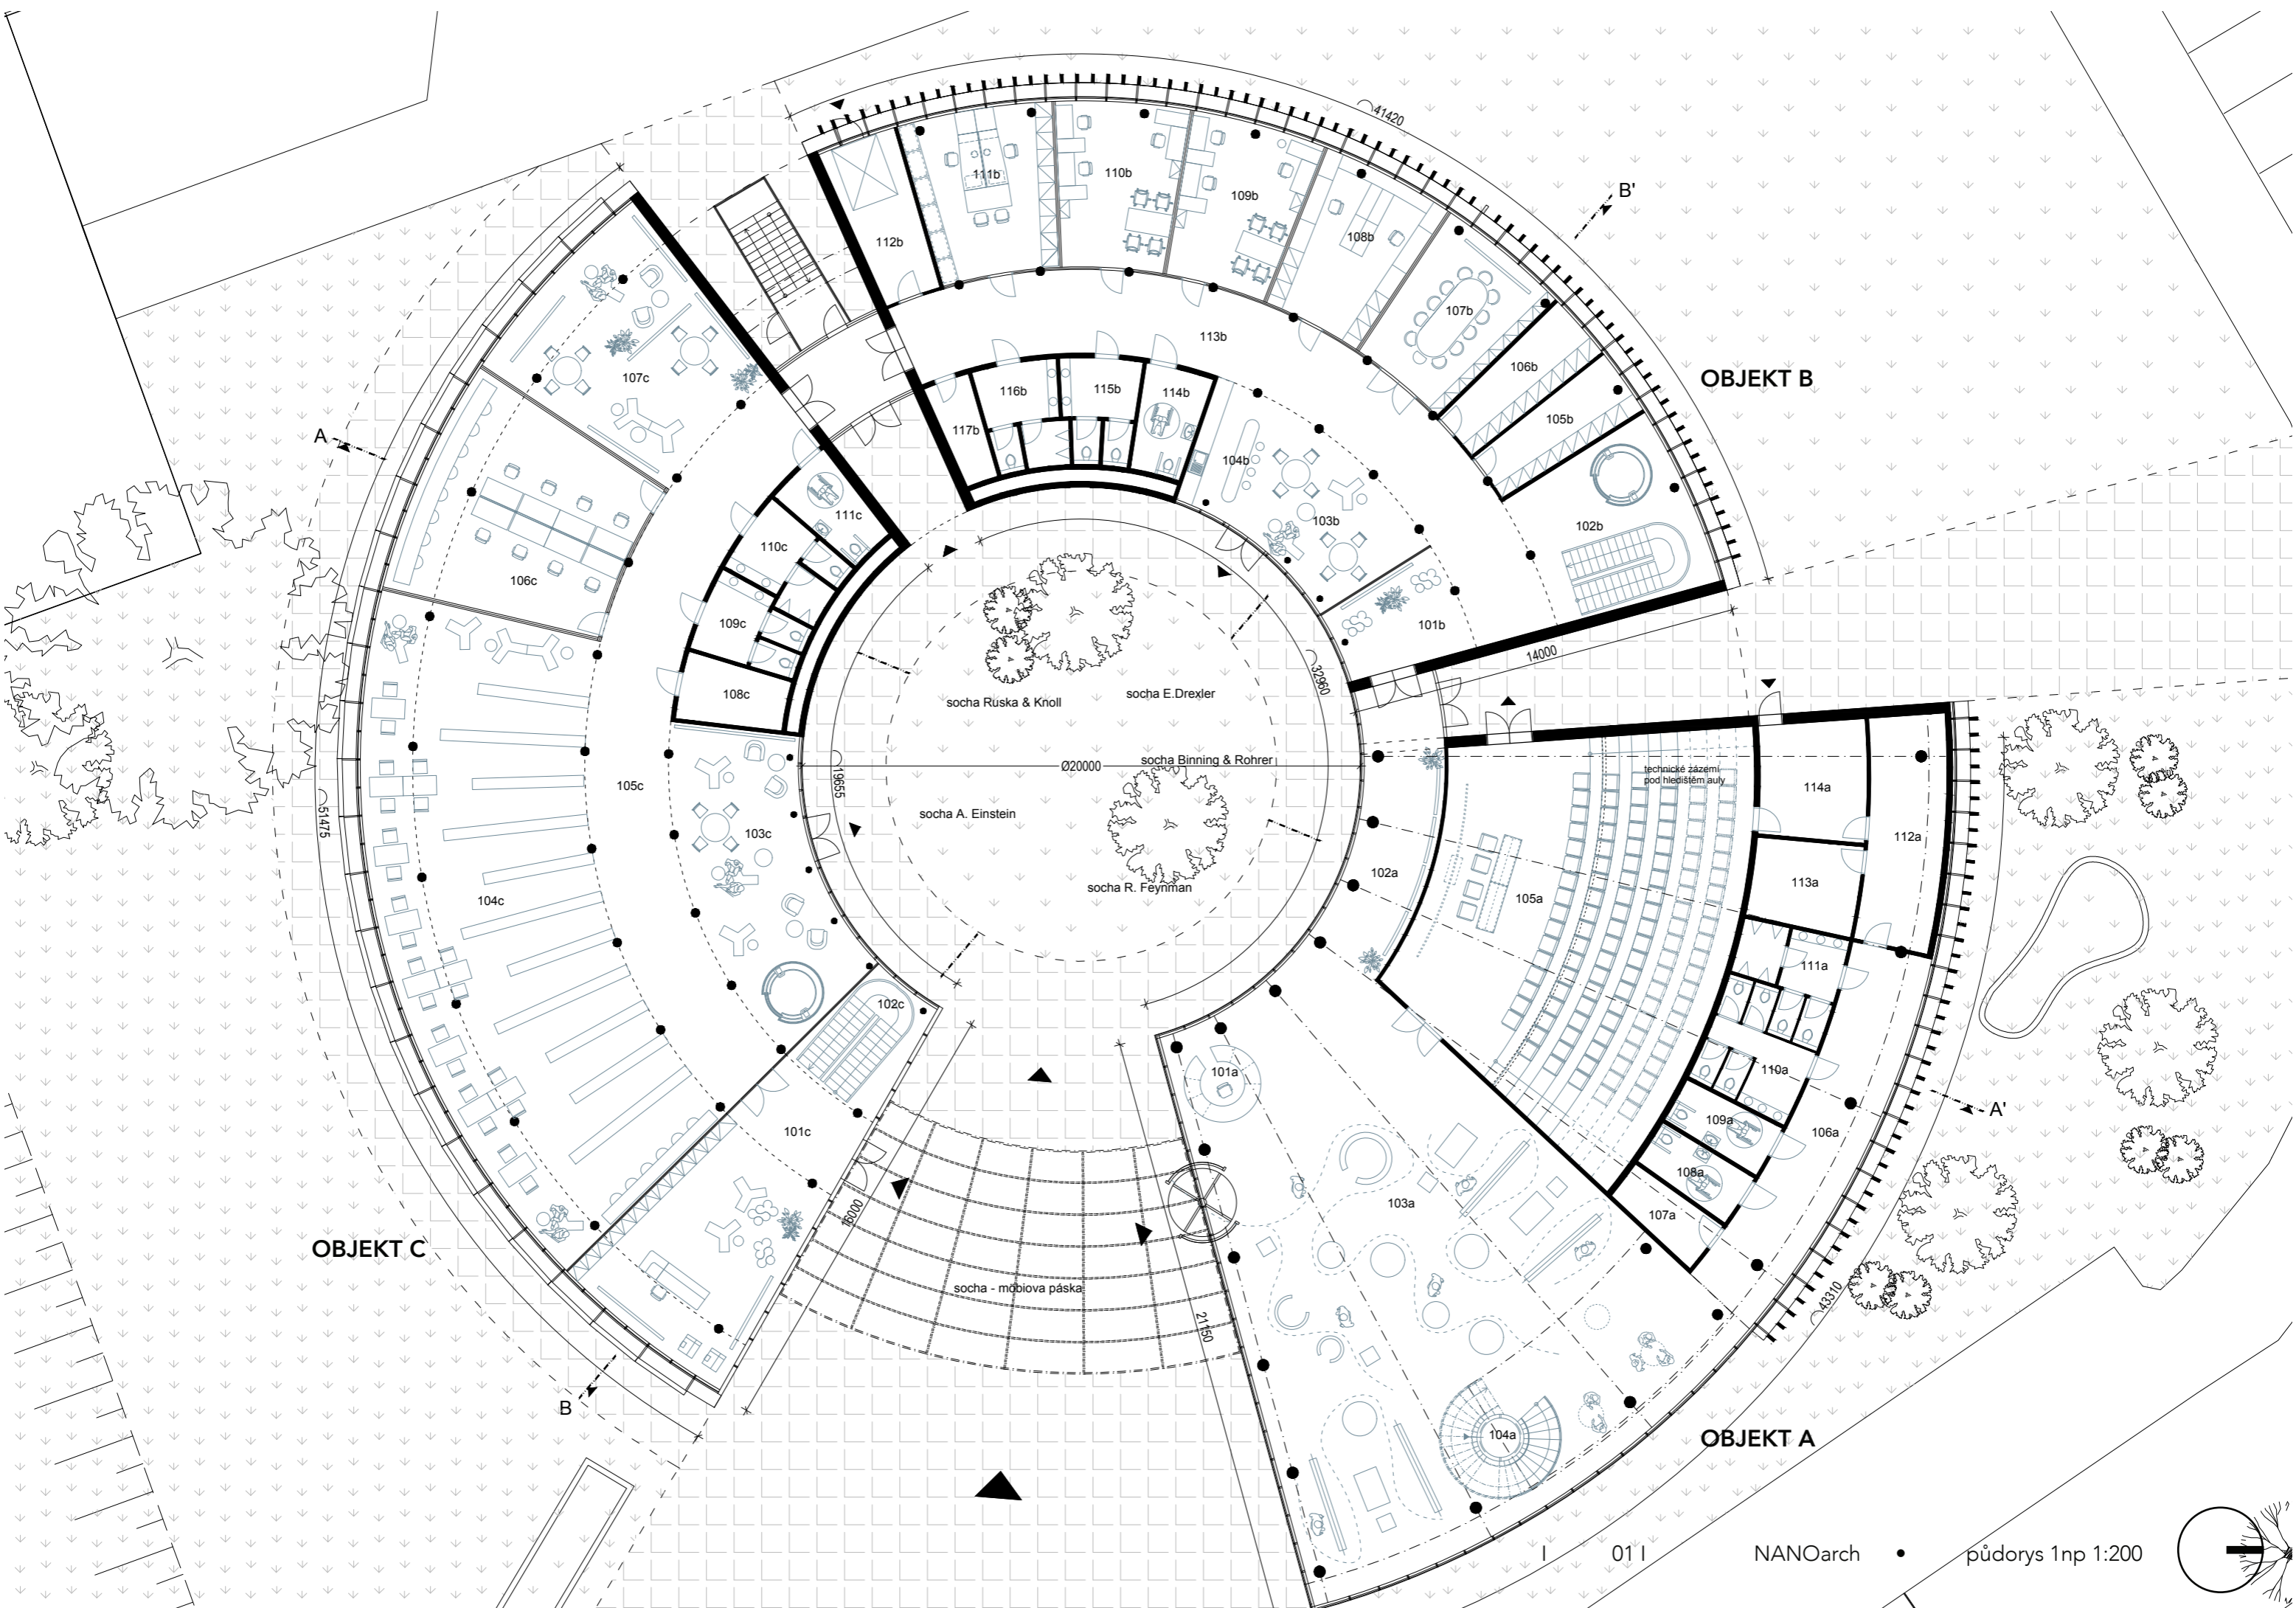 41420
B'
111b
110b
109b
108b
112b
107b
113b
106b
OBJEKT B
107c
116b
115b
114b
105b
117b
A
104b
111c
103b
102b
110c
106c
101b
109c
14000
32960
108c
socha Ruska & Knoll
socha E.Drexler
socha Binning & Rohrer
Ø20000
technické zázemí
pod hledištěm auly
105c
19655
114a
51475
socha A. Einstein
103c
112a
102a
113a
socha R. Feynman
104c
105a
111a
102c
101a
110a
A'
109a
106a
101c
108a
103a
107a
16000
OBJEKT C
socha - möbiova páska
43310
21150
B
104a
OBJEKT A
I 01 I
NANOarch • půdorys 1np 1:200